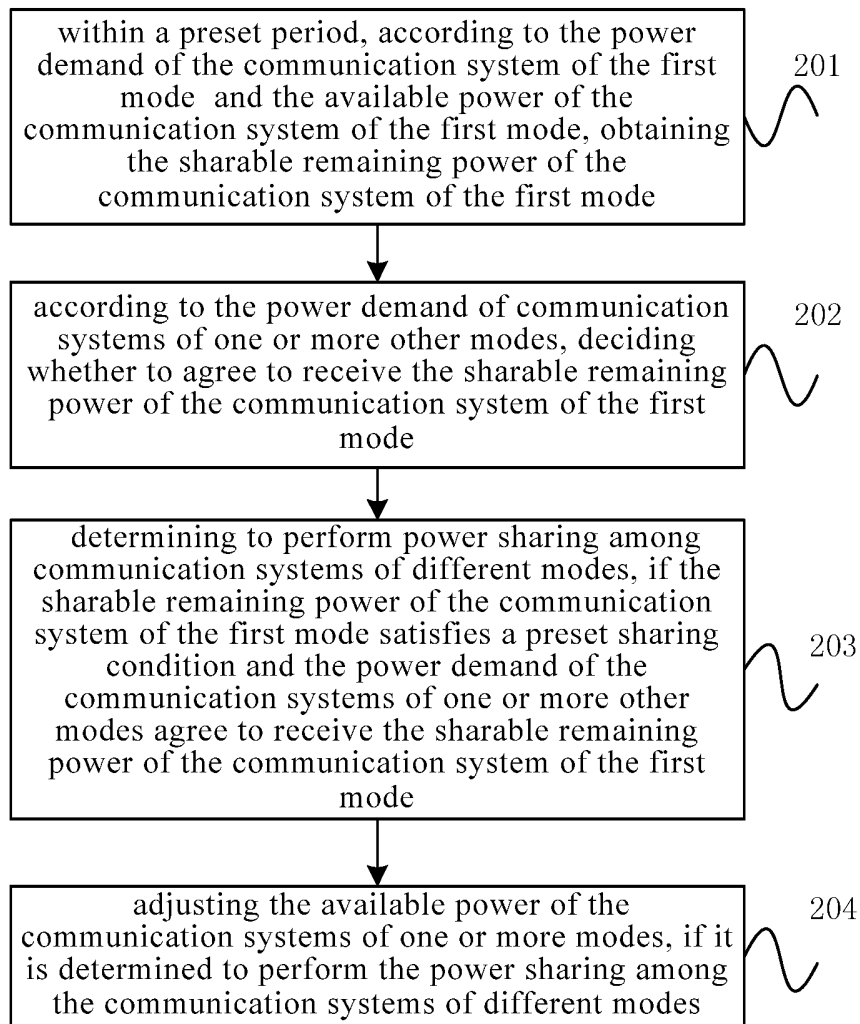 within a preset period, according to the power
demand of the communication system of the first
mode and the available power of the
communication system of the first mode, obtaining
the sharable remaining power of the
communication system of the first mode
201
according to the power demand of communication
systems of one or more other modes, deciding
whether to agree to receive the sharable remaining
power of the communication system of the first
mode
202
determining to perform power sharing among
communication systems of different modes, if the
sharable remaining power of the communication
system of the first mode satisfies a preset sharing
condition and the power demand of the
communication systems of one or more other
modes agree to receive the sharable remaining
power of the communication system of the first
mode
203
adjusting the available power of the
communication systems of one or more modes, if it
is determined to perform the power sharing among
the communication systems of different modes
204